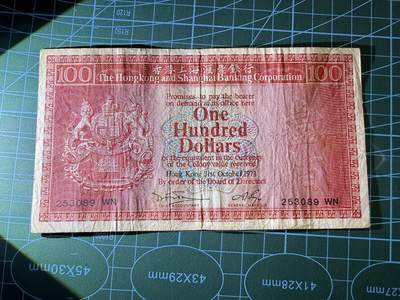 R120
R150
香港上海滙豐銀行
100 The Hongkong and Shanghai Banking Corporation 100
Promises to pay the bearer
on demand at its office here
One
Hundred
Dollars
or the equivalent in the currency
of the Colony value received
Hong Kong 31st October 1973
By order of the Board of Directors
253089 WN
253089 WN
45X30MM
43X29MM
41X28MM